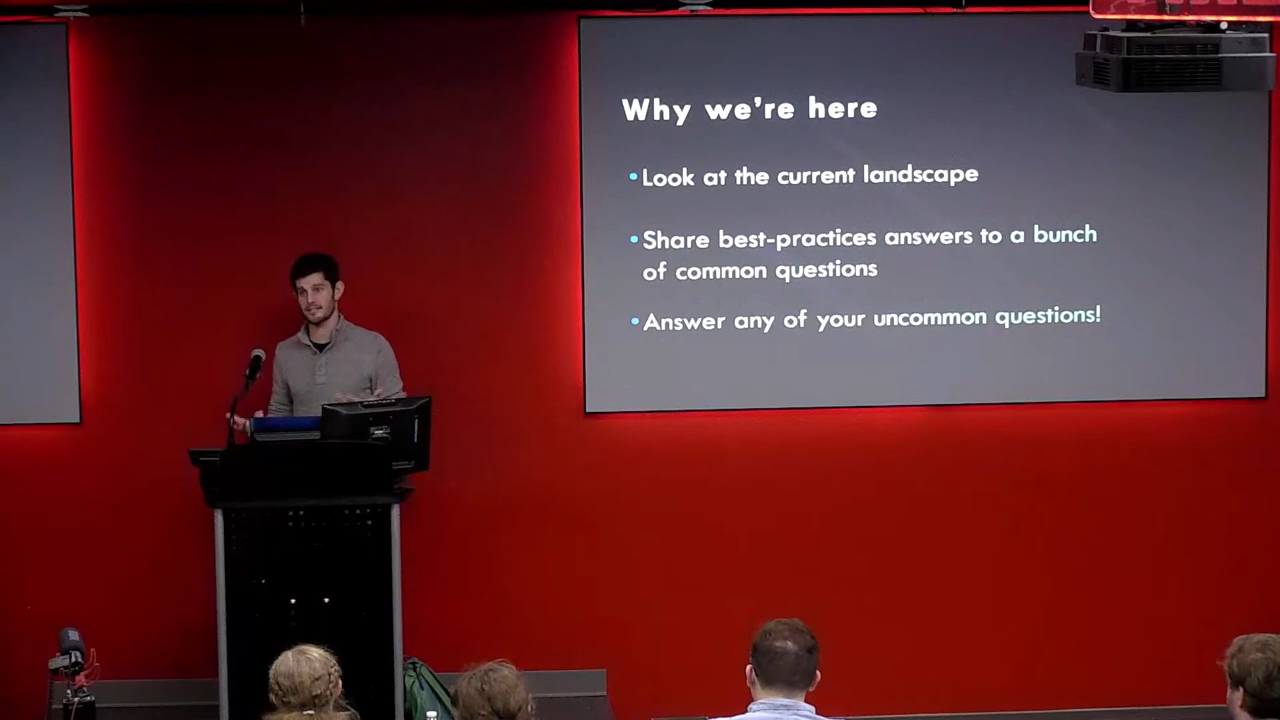 Why we're here
•Look at the current landscape
•Share best-practices answers to a bunch
of common questions
•Answer any of your uncommon questions!